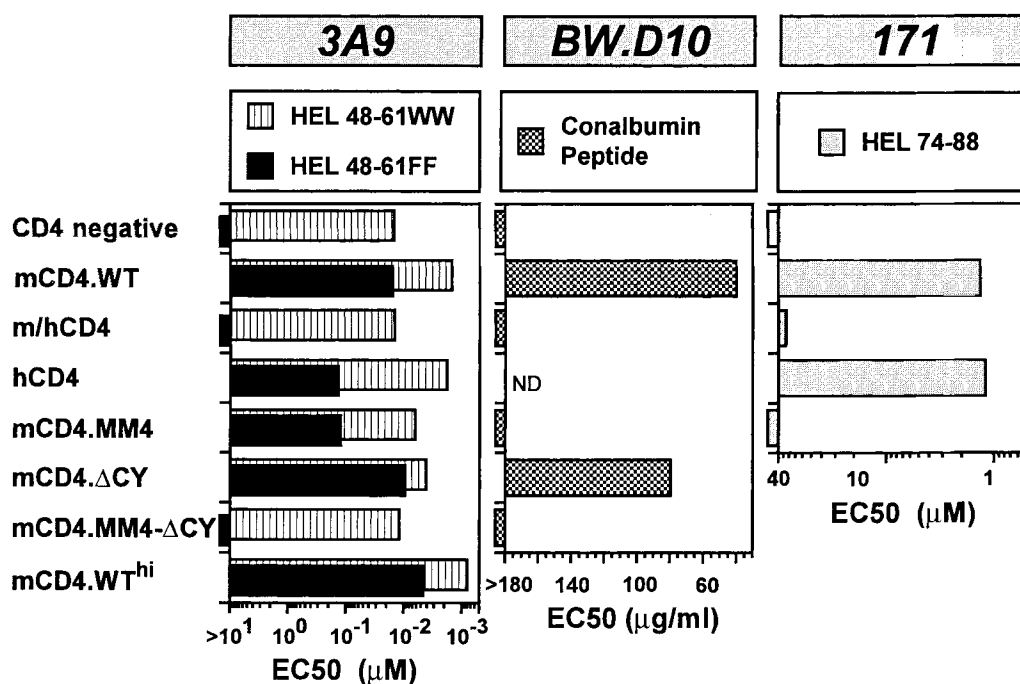 3A9
BW.D10
171
HEL 48-61WW
HEL 48-61FF
Conalbumin
Peptide
HEL 74-88
CD4 negative
mCD4.WT
m/hCD4
hCD4
ND
mCD4.MM4
mCD4.ΔCY
mCD4.MM4-ΔCY
mCD4.WTʰⁱ
40 10 1
EC50 (μM)
>180 140 100 60
EC50 (μg/ml)
>10¹ 10⁰ 10⁻¹ 10⁻² 10⁻³
EC50 (μM)